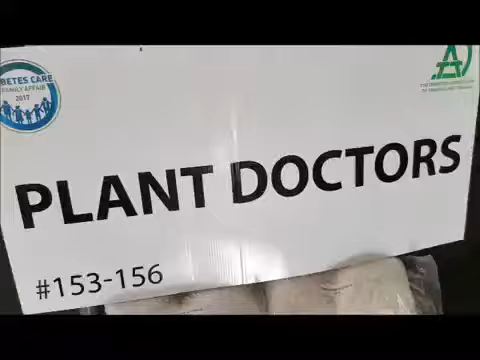 BETES CARE
FAMILY AFFAIR
2017
PLANT DOCTORS
#153-156